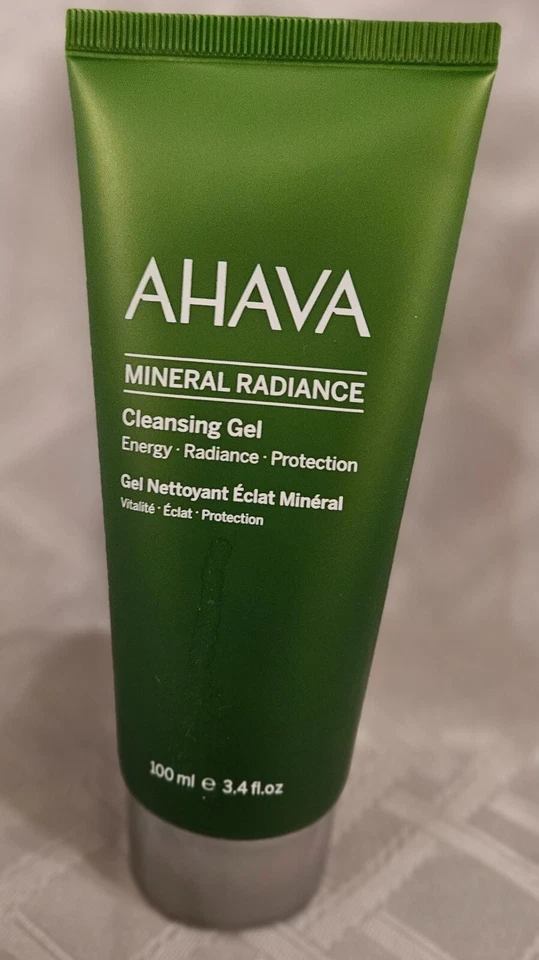 AHAVA
MINERAL RADIANCE
Cleansing Gel
Energy · Radiance · Protection
Gel Nettoyant Éclat Minéral
Vitalité · Éclat · Protection
100 ml ℮ 3.4 fl.oz